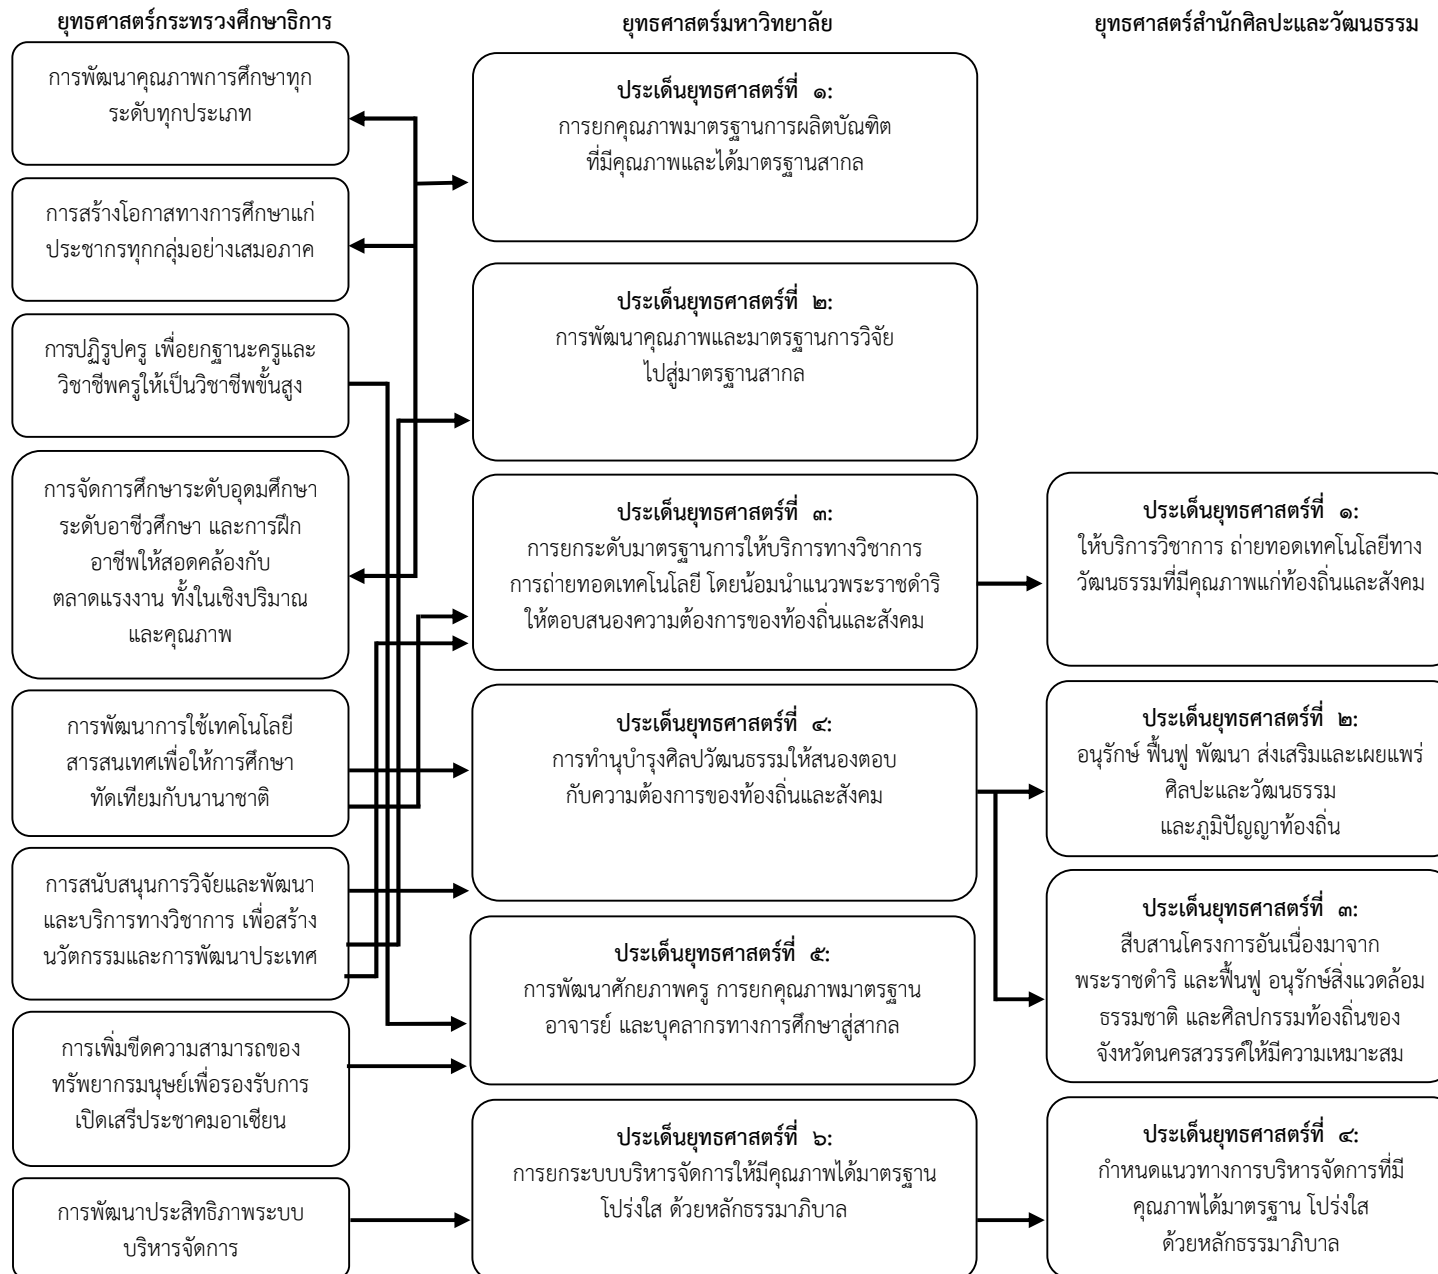 ยุทธศาสตร์กระทรวงศึกษาธิการ
การพัฒนาคุณภาพการศึกษาทุก
ระดับทุกประเภท
การสร้างโอกาสทางการศึกษาแก่
ประชากรทุกกลุ่มอย่างเสมอภาค
การปฏิรูปครู เพื่อยกฐานะครูและ
วิชาชีพครูให้เป็นวิชาชีพชั้นสูง
การจัดการศึกษาระดับอุดมศึกษา
ระดับอาชีวศึกษา และการฝึก
อาชีพให้สอดคล้องกับ
ตลาดแรงงาน ทั้งในเชิงปริมาณ
และคุณภาพ
การพัฒนาการใช้เทคโนโลยี
สารสนเทศเพื่อให้การศึกษา
ทัดเทียมกับนานาชาติ
การสนับสนุนการวิจัยและพัฒนา
และบริการทางวิชาการ เพื่อสร้าง
นวัตกรรมและการพัฒนาประเทศ
การเพิ่มขีดความสามารถของ
ทรัพยากรมนุษย์เพื่อรองรับการ
เปิดเสรีประชาคมอาเซียน
การพัฒนาประสิทธิภาพระบบ
บริหารจัดการ
ยุทธศาสตร์มหาวิทยาลัย
ประเด็นยุทธศาสตร์ที่ ๑:
การยกคุณภาพมาตรฐานการผลิตบัณฑิต
ที่มีคุณภาพและได้มาตรฐานสากล
ประเด็นยุทธศาสตร์ที่ ๒:
การพัฒนาคุณภาพและมาตรฐานการวิจัย
ไปสู่มาตรฐานสากล
ประเด็นยุทธศาสตร์ที่ ๓:
การยกระดับมาตรฐานการให้บริการทางวิชาการ
การถ่ายทอดเทคโนโลยี โดยน้อมนำแนวพระราชดำริ
ให้ตอบสนองความต้องการของท้องถิ่นและสังคม
ประเด็นยุทธศาสตร์ที่ ๔:
การทำนุบำรุงศิลปวัฒนธรรมให้สนองตอบ
กับความต้องการของท้องถิ่นและสังคม
ประเด็นยุทธศาสตร์ที่ ๕:
การพัฒนาศักยภาพครู การยกคุณภาพมาตรฐาน
อาจารย์ และบุคลากรทางการศึกษาสู่สากล
ประเด็นยุทธศาสตร์ที่ ๖:
การยกระบบบริหารจัดการให้มีคุณภาพได้มาตรฐาน
โปร่งใส ด้วยหลักธรรมาภิบาล
ยุทธศาสตร์สำนักศิลปะและวัฒนธรรม
ประเด็นยุทธศาสตร์ที่ ๑:
ให้บริการวิชาการ ถ่ายทอดเทคโนโลยีทาง
วัฒนธรรมที่มีคุณภาพแก่ท้องถิ่นและสังคม
ประเด็นยุทธศาสตร์ที่ ๒:
อนุรักษ์ ฟื้นฟู พัฒนา ส่งเสริมและเผยแพร่
ศิลปะและวัฒนธรรม
และภูมิปัญญาท้องถิ่น
ประเด็นยุทธศาสตร์ที่ ๓:
สืบสานโครงการอันเนื่องมาจาก
พระราชดำริ และฟื้นฟู อนุรักษ์สิ่งแวดล้อม
ธรรมชาติ และศิลปกรรมท้องถิ่นของ
จังหวัดนครสวรรค์ให้มีความเหมาะสม
ประเด็นยุทธศาสตร์ที่ ๔:
กำหนดแนวทางการบริหารจัดการที่มี
คุณภาพได้มาตรฐาน โปร่งใส
ด้วยหลักธรรมาภิบาล